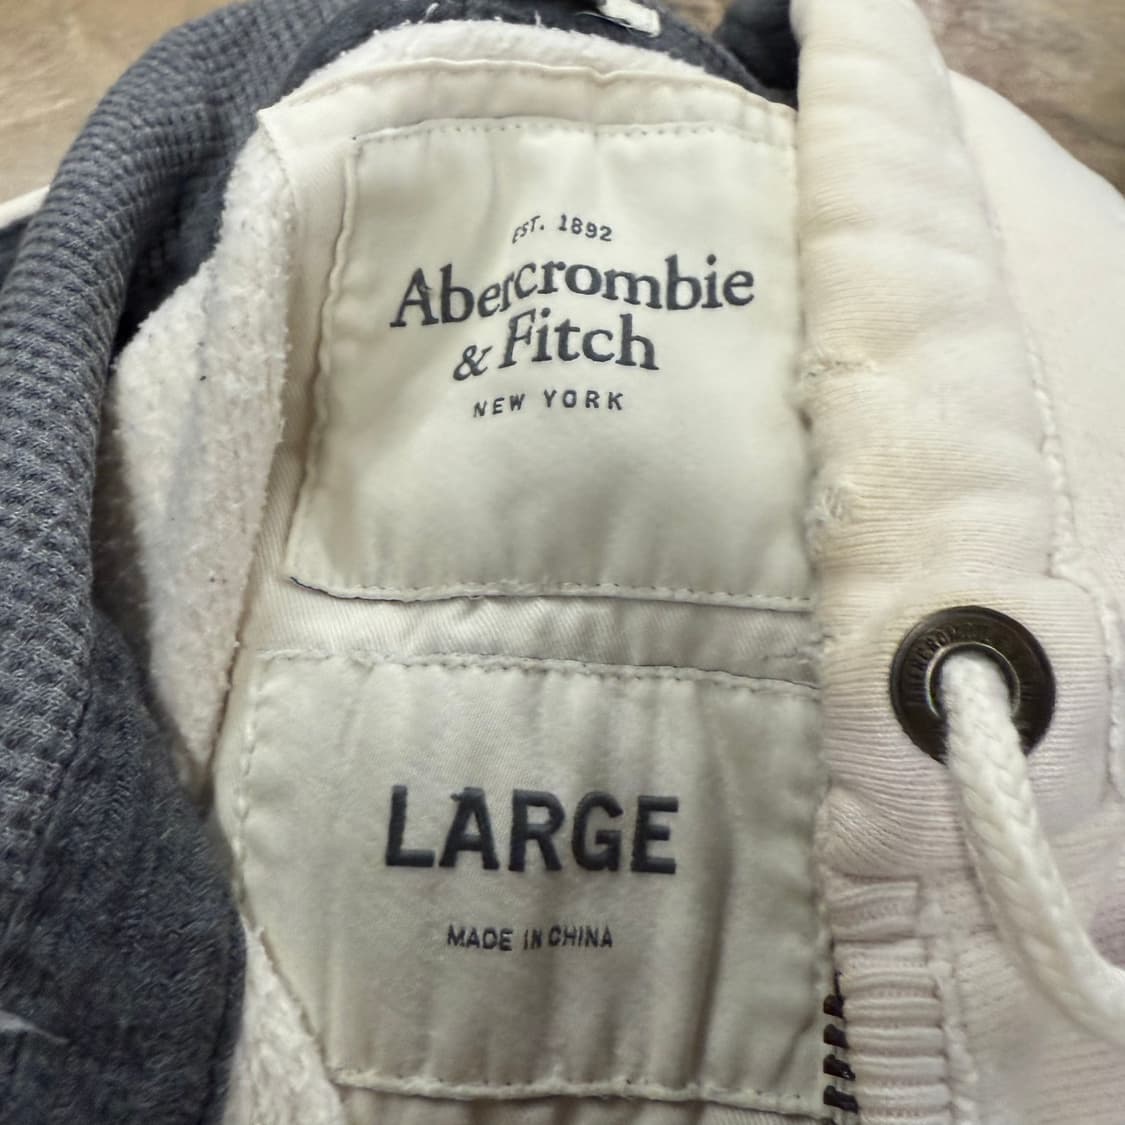 EST. 1892
Abercrombie
& Fitch
NEW YORK
LARGE
MADE IN CHINA